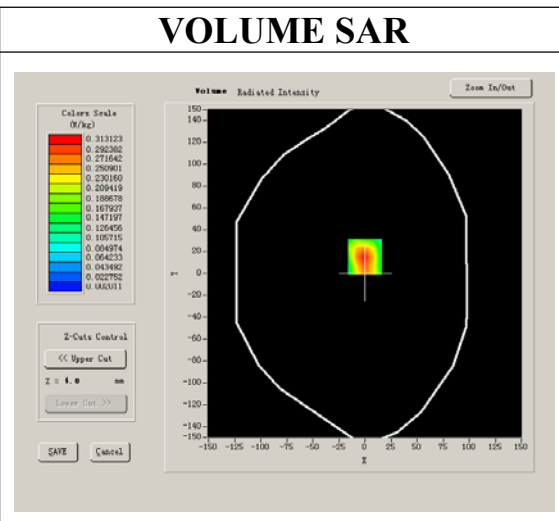 VOLUME SAR
Volume Radiated Intensity
Zoom In/Out
Colors Scale
(W/kg)
0.313123
0.292382
0.271642
0.250901
0.230160
0.209419
0.188678
0.167937
0.147197
0.126456
0.105715
0.084974
0.064233
0.043492
0.022752
0.002011
150
140
120
100
80
60
40
20
0
-20
-40
-60
-80
-100
-120
-140
-150
Y
-150 -125 -100 -75 -50 -25 0 25 50 75 100 125 150
X
Z-Cuts Control
<< Upper Cut
Z = 4.0 mm
Lower Cut >>
SAVE Cancel